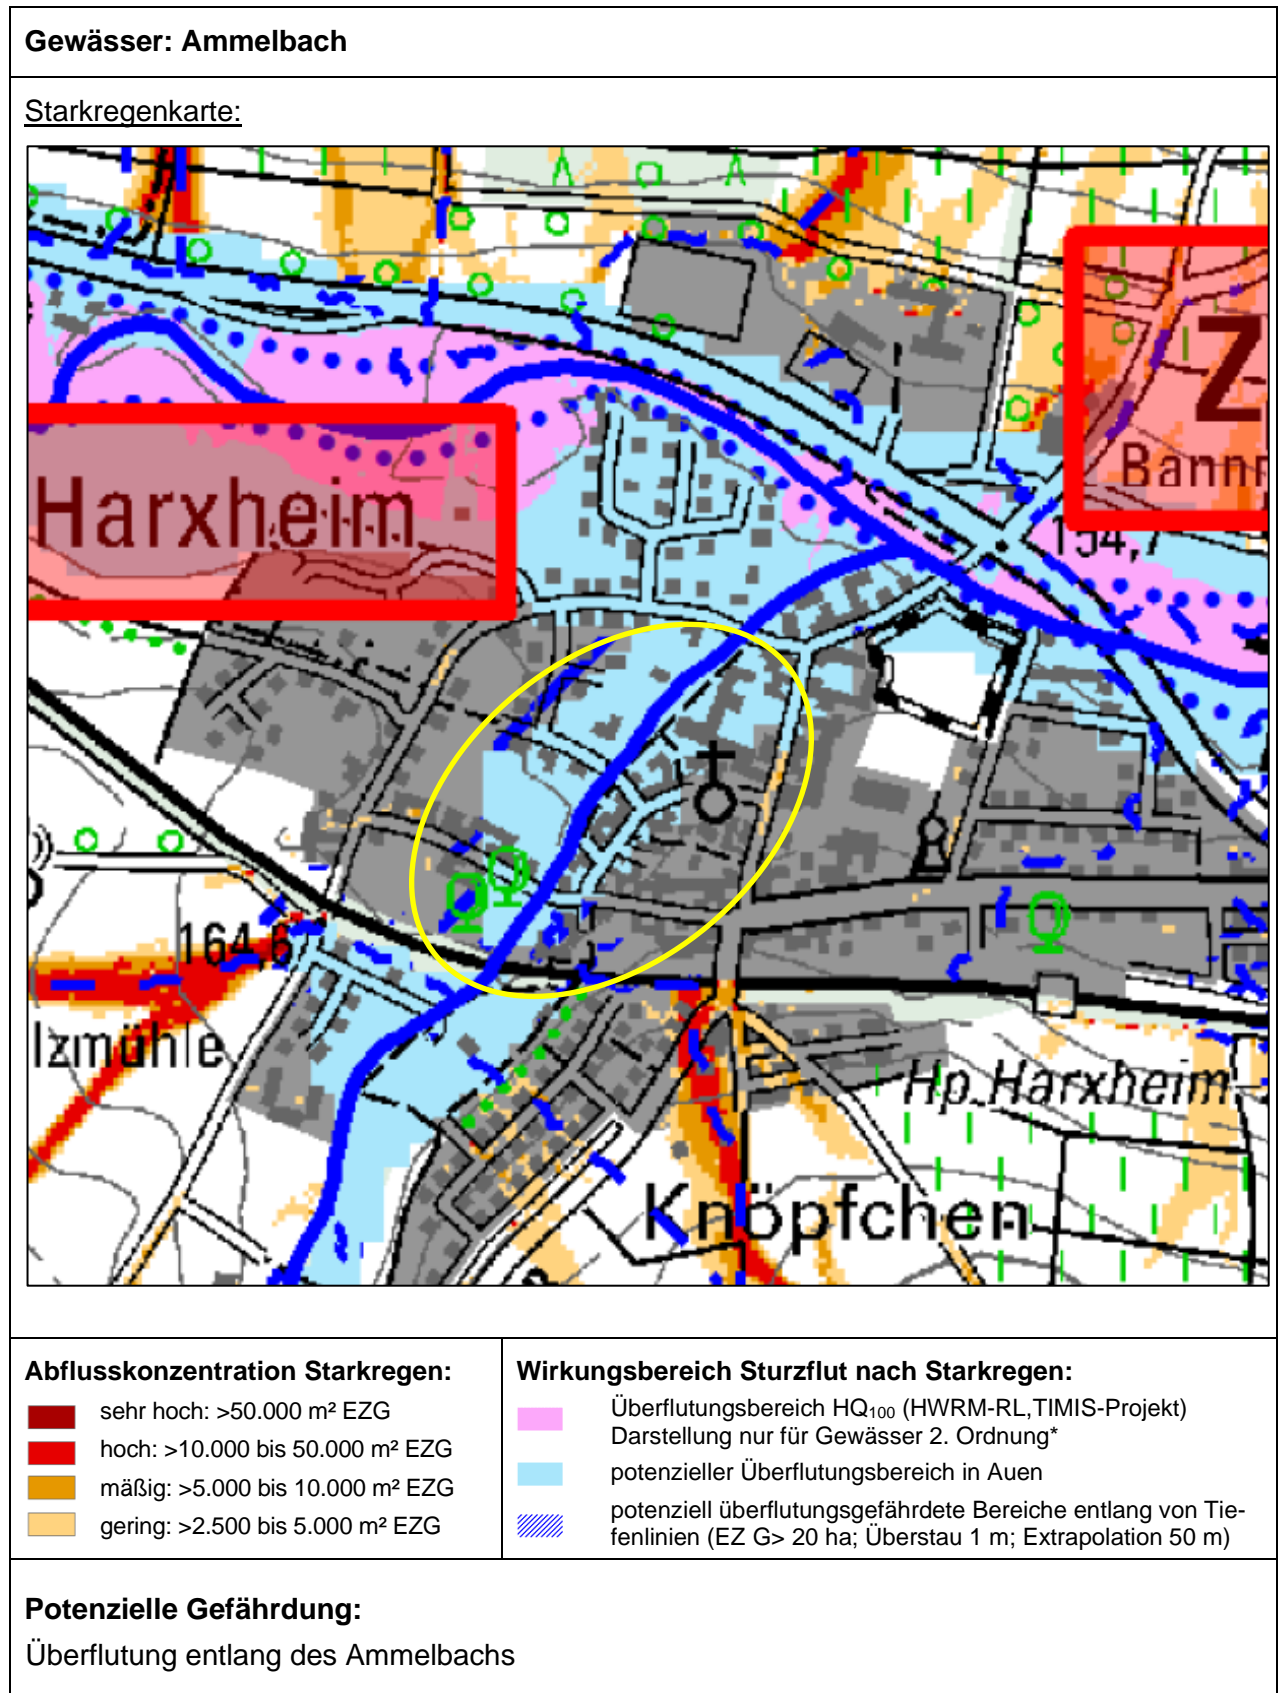 Gewässer: Ammelbach
Starkregenkarte:
Harxheim
Z
Bannr
154,
164,6
lzmühle
Hp. Harxheim
Knöpfchen
Abflusskonzentration Starkregen:
sehr hoch: >50.000 m² EZG
hoch: >10.000 bis 50.000 m² EZG
mäßig: >5.000 bis 10.000 m² EZG
gering: >2.500 bis 5.000 m² EZG
Wirkungsbereich Sturzflut nach Starkregen:
Überflutungsbereich HQ₁₀₀ (HWRM-RL,TIMIS-Projekt)
Darstellung nur für Gewässer 2. Ordnung*
potenzieller Überflutungsbereich in Auen
potenziell überflutungsgefährdete Bereiche entlang von Tie-
fenlinien (EZ G> 20 ha; Überstau 1 m; Extrapolation 50 m)
Potenzielle Gefährdung:
Überflutung entlang des Ammelbachs